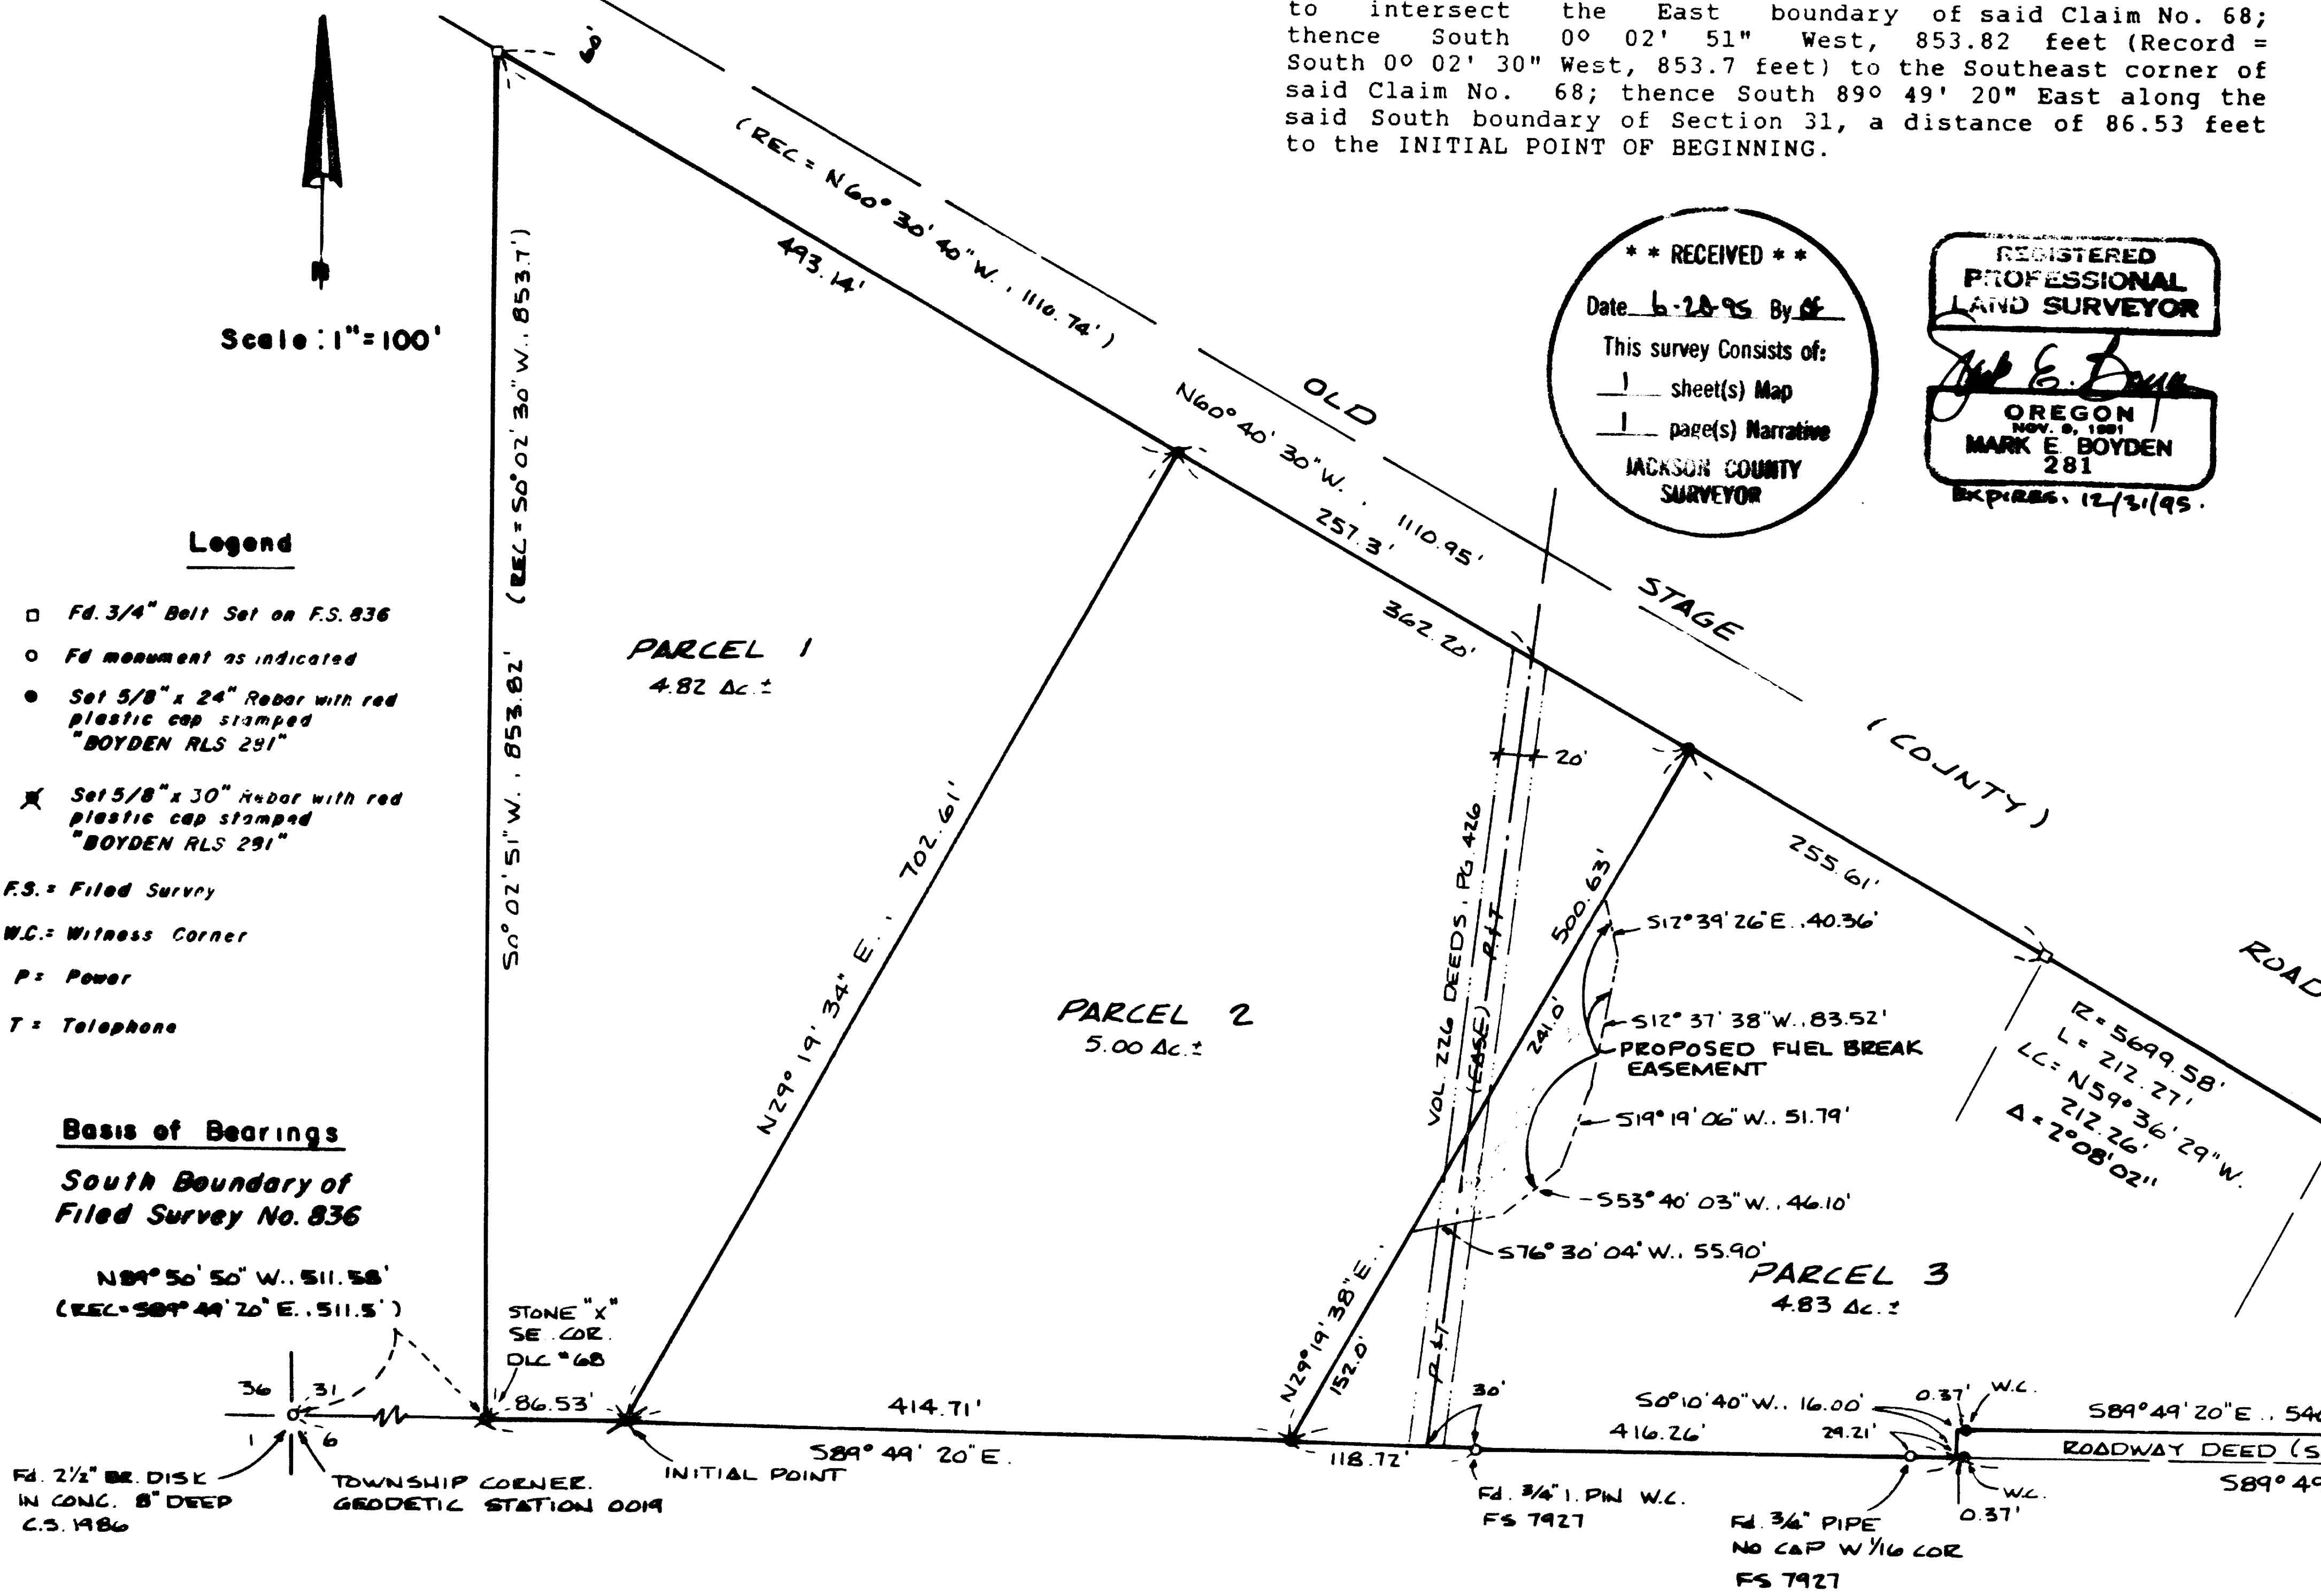 to intersect the East boundary of said Claim No. 68;
thence South 0º 02' 51" West, 853.82 feet (Record =
South 0º 02' 30" West, 853.7 feet) to the Southeast corner of
said Claim No. 68; thence South 89º 49' 20" East along the
said South boundary of Section 31, a distance of 86.53 feet
to the INITIAL POINT OF BEGINNING.
* * RECEIVED * *
Date 6-28-95 By
This survey Consists of:
1 sheet(s) Map
1 page(s) Narrative
JACKSON COUNTY
SURVEYOR
REGISTERED
PROFESSIONAL
LAND SURVEYOR
OREGON
NOV. 9, 1981
MARK E. BOYDEN
281
EXPIRES. 12/31/95.
Scale: 1"=100'
(REC = N60° 30' 40" W., 1110.74')
493.14'
N60° 40' 30" W., 1110.95'
257.3'
362.20'
OLD
STAGE
(COUNTY)
ROAD
255.61'
R = 5699.58'
L = 212.27'
LC = N59° 36' 29" W.
212.26'
Δ = 2° 08' 02"
S0° 02' 51" W., 853.82' (REC = S0° 02' 30" W., 853.7')
Legend
Fd. 3/4" Bolt Set on F.S. 836
Fd monument as indicated
Set 5/8" x 24" Rebar with red
plastic cap stamped
"BOYDEN RLS 281"
Set 5/8" x 30" Rebar with red
plastic cap stamped
"BOYDEN RLS 281"
F.S. = Filed Survey
W.C. = Witness Corner
P = Power
T = Telephone
Basis of Bearings
South Boundary of
Filed Survey No. 836
N89° 50' 50" W., 511.58'
(REC = S89° 49' 20" E., 511.5')
PARCEL 1
4.82 Ac. ±
N29° 19' 34" E., 702.61'
PARCEL 2
5.00 Ac. ±
20'
VOL. 226 DEEDS, PG. 426
(EASE)
P & T
500.63'
241.0'
S12° 39' 26" E., 40.36'
S12° 37' 38" W., 83.52'
PROPOSED FUEL BREAK
EASEMENT
S19° 19' 06" W., 51.79'
S53° 40' 03" W., 46.10'
S76° 30' 04" W., 55.90'
PARCEL 3
4.83 Ac. ±
N29° 19' 38" E.
152.0'
P & T
STONE "X"
SE. COR.
DLC #68
36 31
1 6
86.53'
414.71'
S89° 49' 20" E.
30'
118.72'
S0° 10' 40" W., 16.00'
416.26'
29.21'
0.37' W.C.
S89° 49' 20" E., 54
ROADWAY DEED (S
S89° 4
W.C.
0.37'
Fd. 2½" BR. DISK
IN CONC. 8" DEEP
C.S. 1986
TOWNSHIP CORNER.
GEODETIC STATION 0019
INITIAL POINT
Fd. 3/4" I. PIN W.C.
FS 7927
Fd. 3/4" PIPE
NO CAP W 1/16 COR
FS 7927